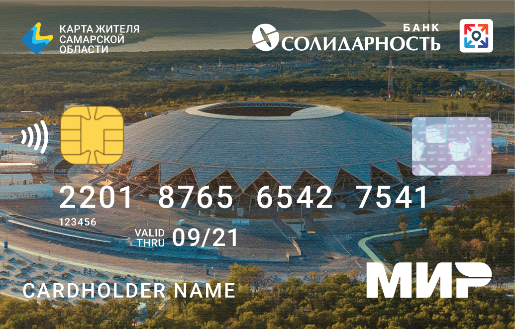 КАРТА ЖИТЕЛЯ
САМАРСКОЙ
ОБЛАСТИ
БАНК
СОЛИДАРНОСТЬ
2201 8765 6542 7541
123456
VALID
THRU 09/21
CARDHOLDER NAME
МИР